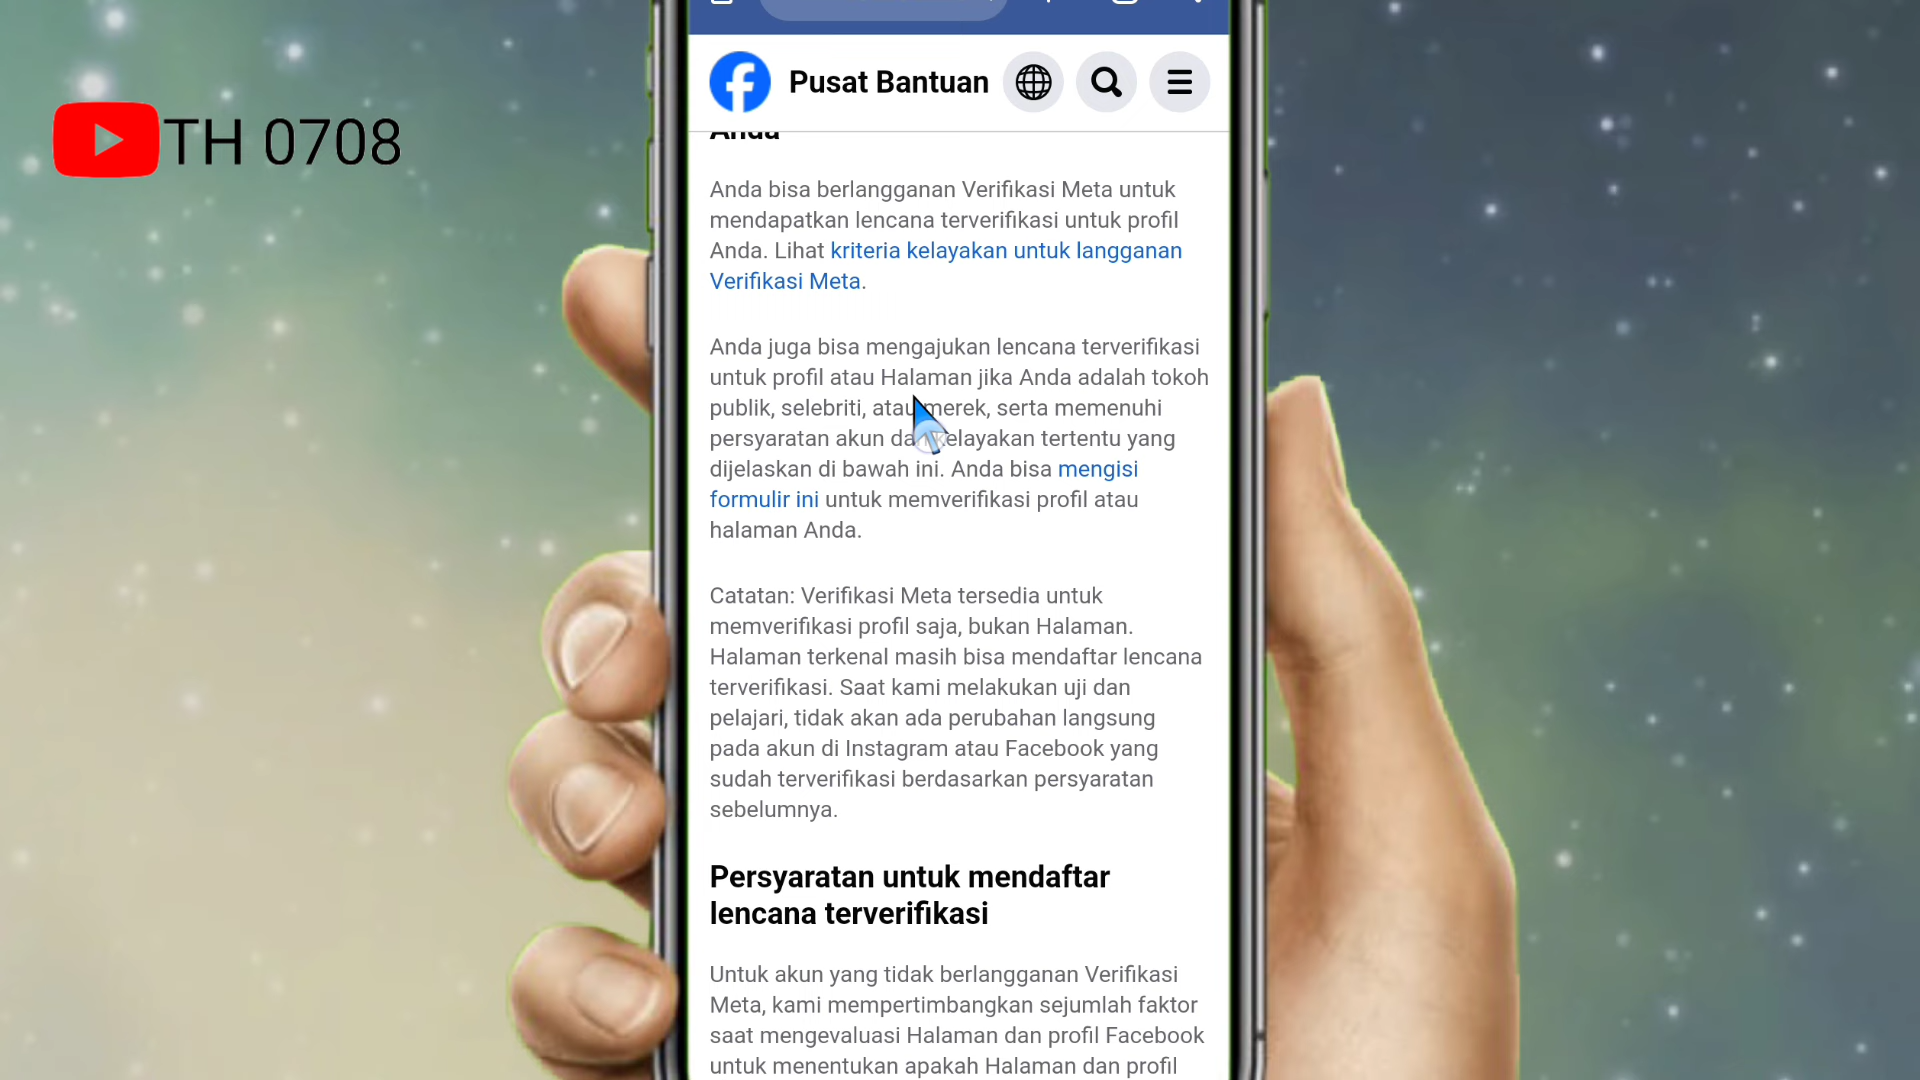 TH 0708
Pusat Bantuan
Anda
Anda bisa berlangganan Verifikasi Meta untuk
mendapatkan lencana terverifikasi untuk profil
Anda. Lihat kriteria kelayakan untuk langganan
Verifikasi Meta.
Anda juga bisa mengajukan lencana terverifikasi
untuk profil atau Halaman jika Anda adalah tokoh
publik, selebriti, atau merek, serta memenuhi
persyaratan akun dan kelayakan tertentu yang
dijelaskan di bawah ini. Anda bisa mengisi
formulir ini untuk memverifikasi profil atau
halaman Anda.
Catatan: Verifikasi Meta tersedia untuk
memverifikasi profil saja, bukan Halaman.
Halaman terkenal masih bisa mendaftar lencana
terverifikasi. Saat kami melakukan uji dan
pelajari, tidak akan ada perubahan langsung
pada akun di Instagram atau Facebook yang
sudah terverifikasi berdasarkan persyaratan
sebelumnya.
Persyaratan untuk mendaftar
lencana terverifikasi
Untuk akun yang tidak berlangganan Verifikasi
Meta, kami mempertimbangkan sejumlah faktor
saat mengevaluasi Halaman dan profil Facebook
untuk menentukan apakah Halaman dan profil